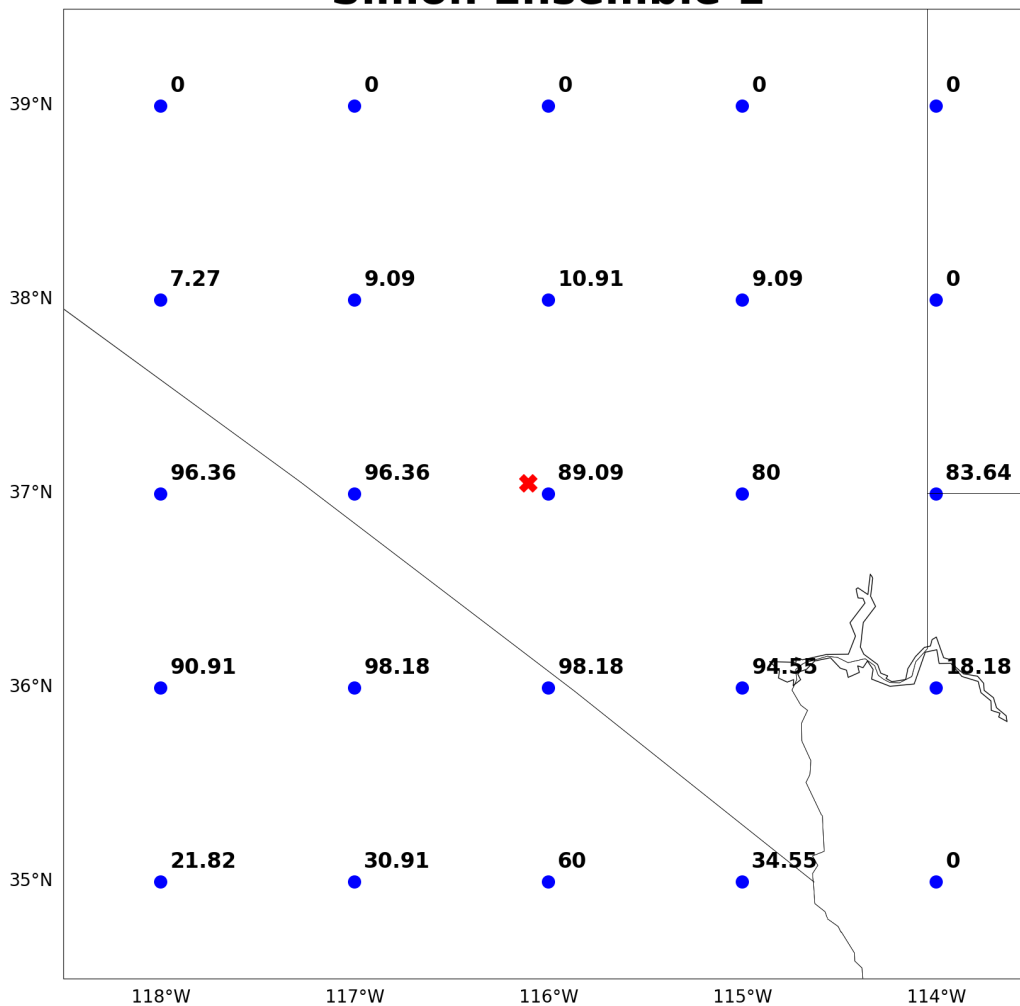 39°N 0 0 0 0 0
38°N 7.27 9.09 10.91 9.09 0
37°N 96.36 96.36 89.09 80 83.64
36°N 90.91 98.18 98.18 94.55 18.18
35°N 21.82 30.91 60 34.55 0
118°W 117°W 116°W 115°W 114°W